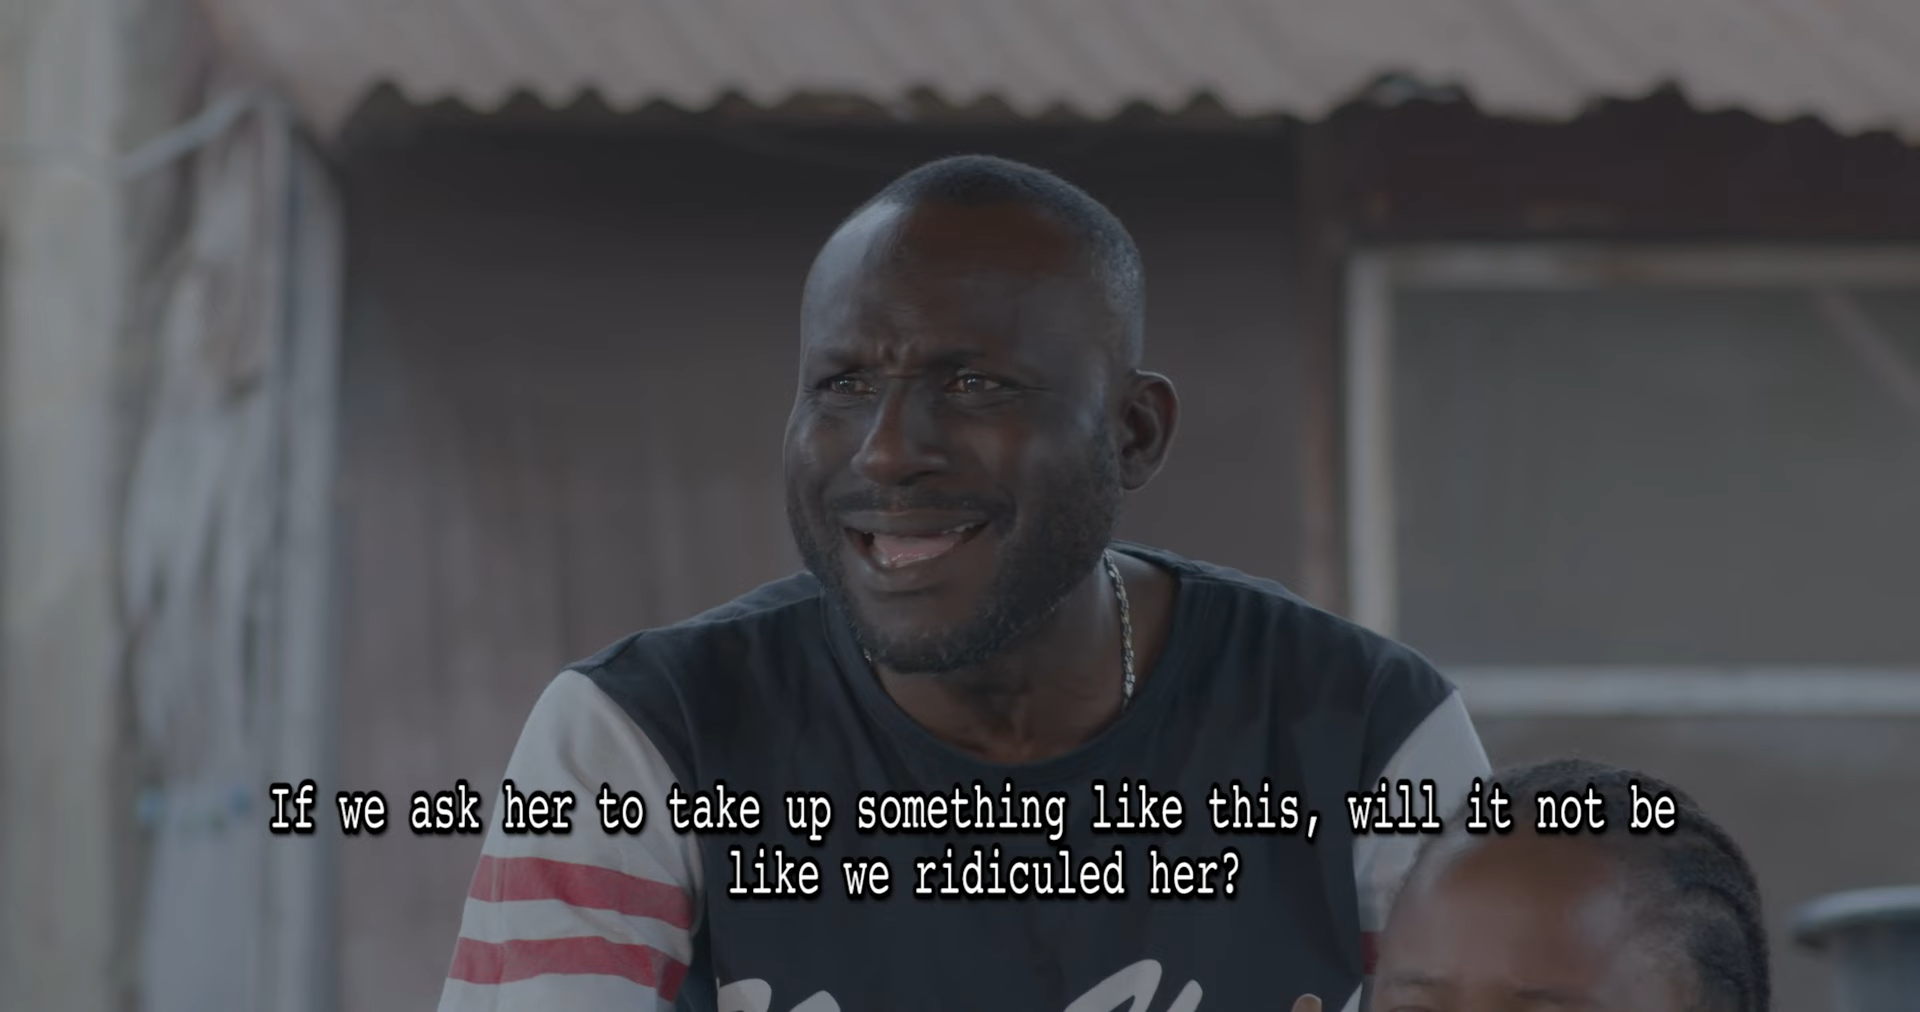 If we ask her to take up something like this, will it not be
like we ridiculed her?